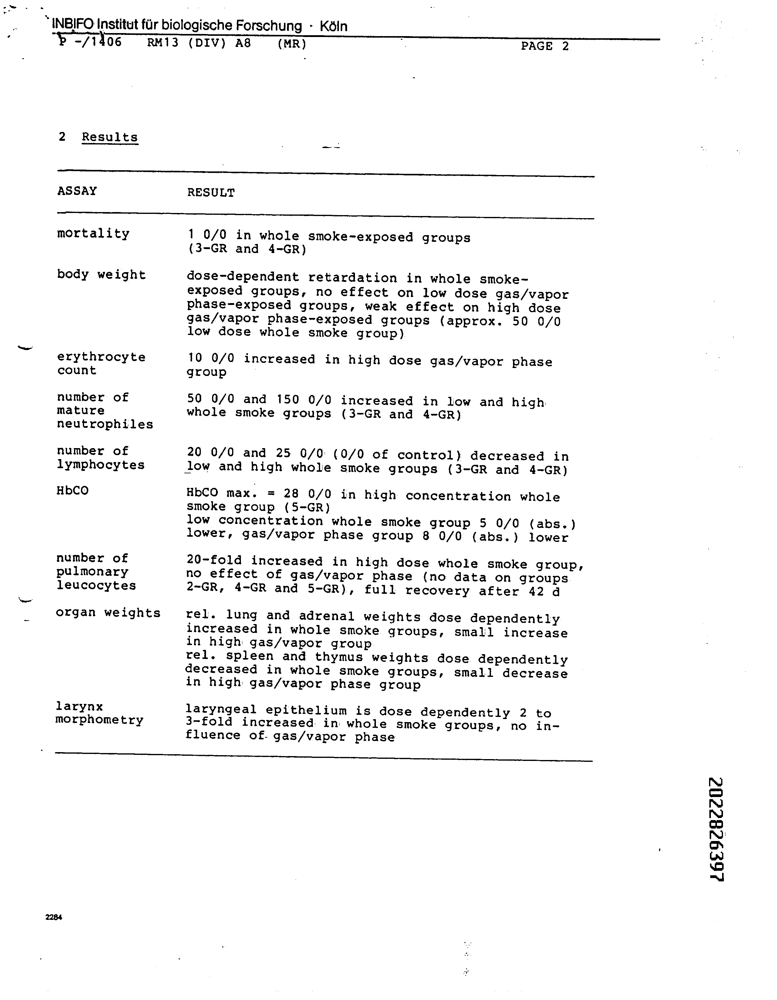 INBIFO Institut für biologische Forschung · Köln
P -/1406 RM13 (DIV) A8 (MR) PAGE 2
2 Results
ASSAY RESULT
mortality 1 0/0 in whole smoke-exposed groups
(3-GR and 4-GR)
body weight dose-dependent retardation in whole smoke-
exposed groups, no effect on low dose gas/vapor
phase-exposed groups, weak effect on high dose
gas/vapor phase-exposed groups (approx. 50 0/0
low dose whole smoke group)
erythrocyte 10 0/0 increased in high dose gas/vapor phase
count group
number of 50 0/0 and 150 0/0 increased in low and high
mature whole smoke groups (3-GR and 4-GR)
neutrophiles
number of 20 0/0 and 25 0/0 (0/0 of control) decreased in
lymphocytes low and high whole smoke groups (3-GR and 4-GR)
HbCO HbCO max. = 28 0/0 in high concentration whole
smoke group (5-GR)
low concentration whole smoke group 5 0/0 (abs.)
lower, gas/vapor phase group 8 0/0 (abs.) lower
number of 20-fold increased in high dose whole smoke group,
pulmonary no effect of gas/vapor phase (no data on groups
leucocytes 2-GR, 4-GR and 5-GR), full recovery after 42 d
organ weights rel. lung and adrenal weights dose dependently
increased in whole smoke groups, small increase
in high gas/vapor group
rel. spleen and thymus weights dose dependently
decreased in whole smoke groups, small decrease
in high gas/vapor phase group
larynx laryngeal epithelium is dose dependently 2 to
morphometry 3-fold increased in whole smoke groups, no in-
fluence of gas/vapor phase
2022826397
2284